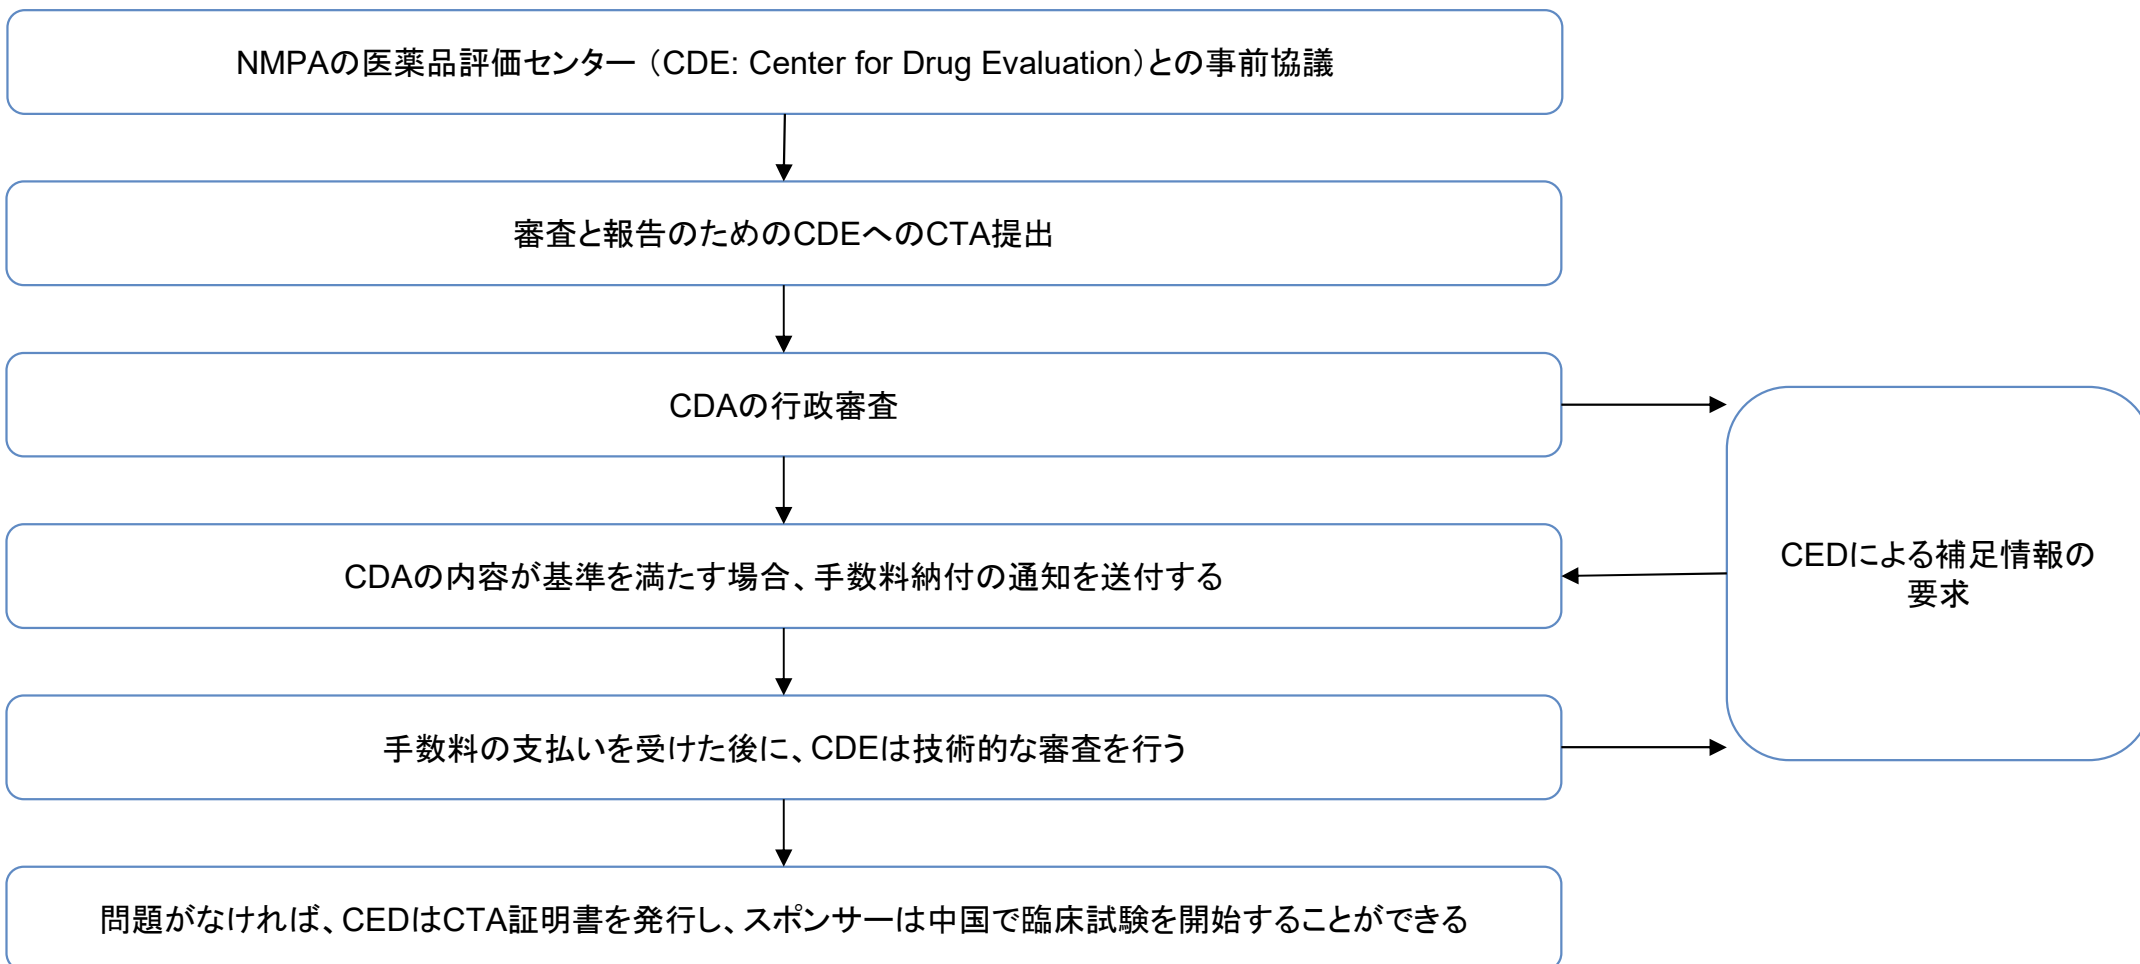 NMPAの医薬品評価センター（CDE: Center for Drug Evaluation）との事前協議
審査と報告のためのCDEへのCTA提出
CDAの行政審査
CDAの内容が基準を満たす場合、手数料納付の通知を送付する
CEDによる補足情報の
要求
手数料の支払いを受けた後に、CDEは技術的な審査を行う
問題がなければ、CEDはCTA証明書を発行し、スポンサーは中国で臨床試験を開始することができる